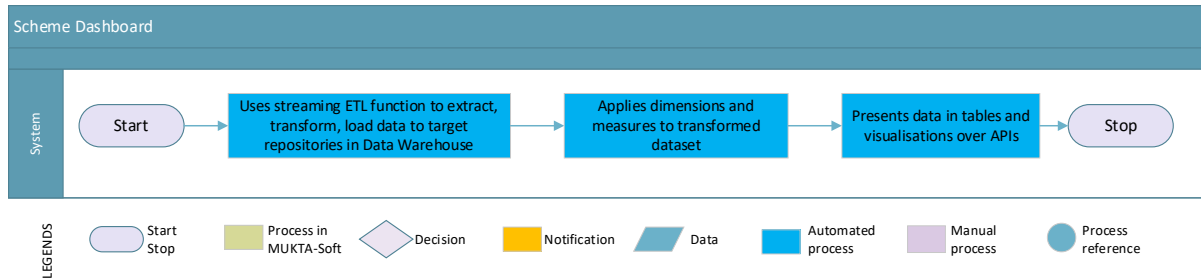 Scheme Dashboard
System
Start
Uses streaming ETL function to extract,
transform, load data to target
repositories in Data Warehouse
Applies dimensions and
measures to transformed
dataset
Presents data in tables and
visualisations over APIs
Stop
LEGENDS
Start
Stop
Process in
MUKTA-Soft
Decision
Notification
Data
Automated
process
Manual
process
Process
reference